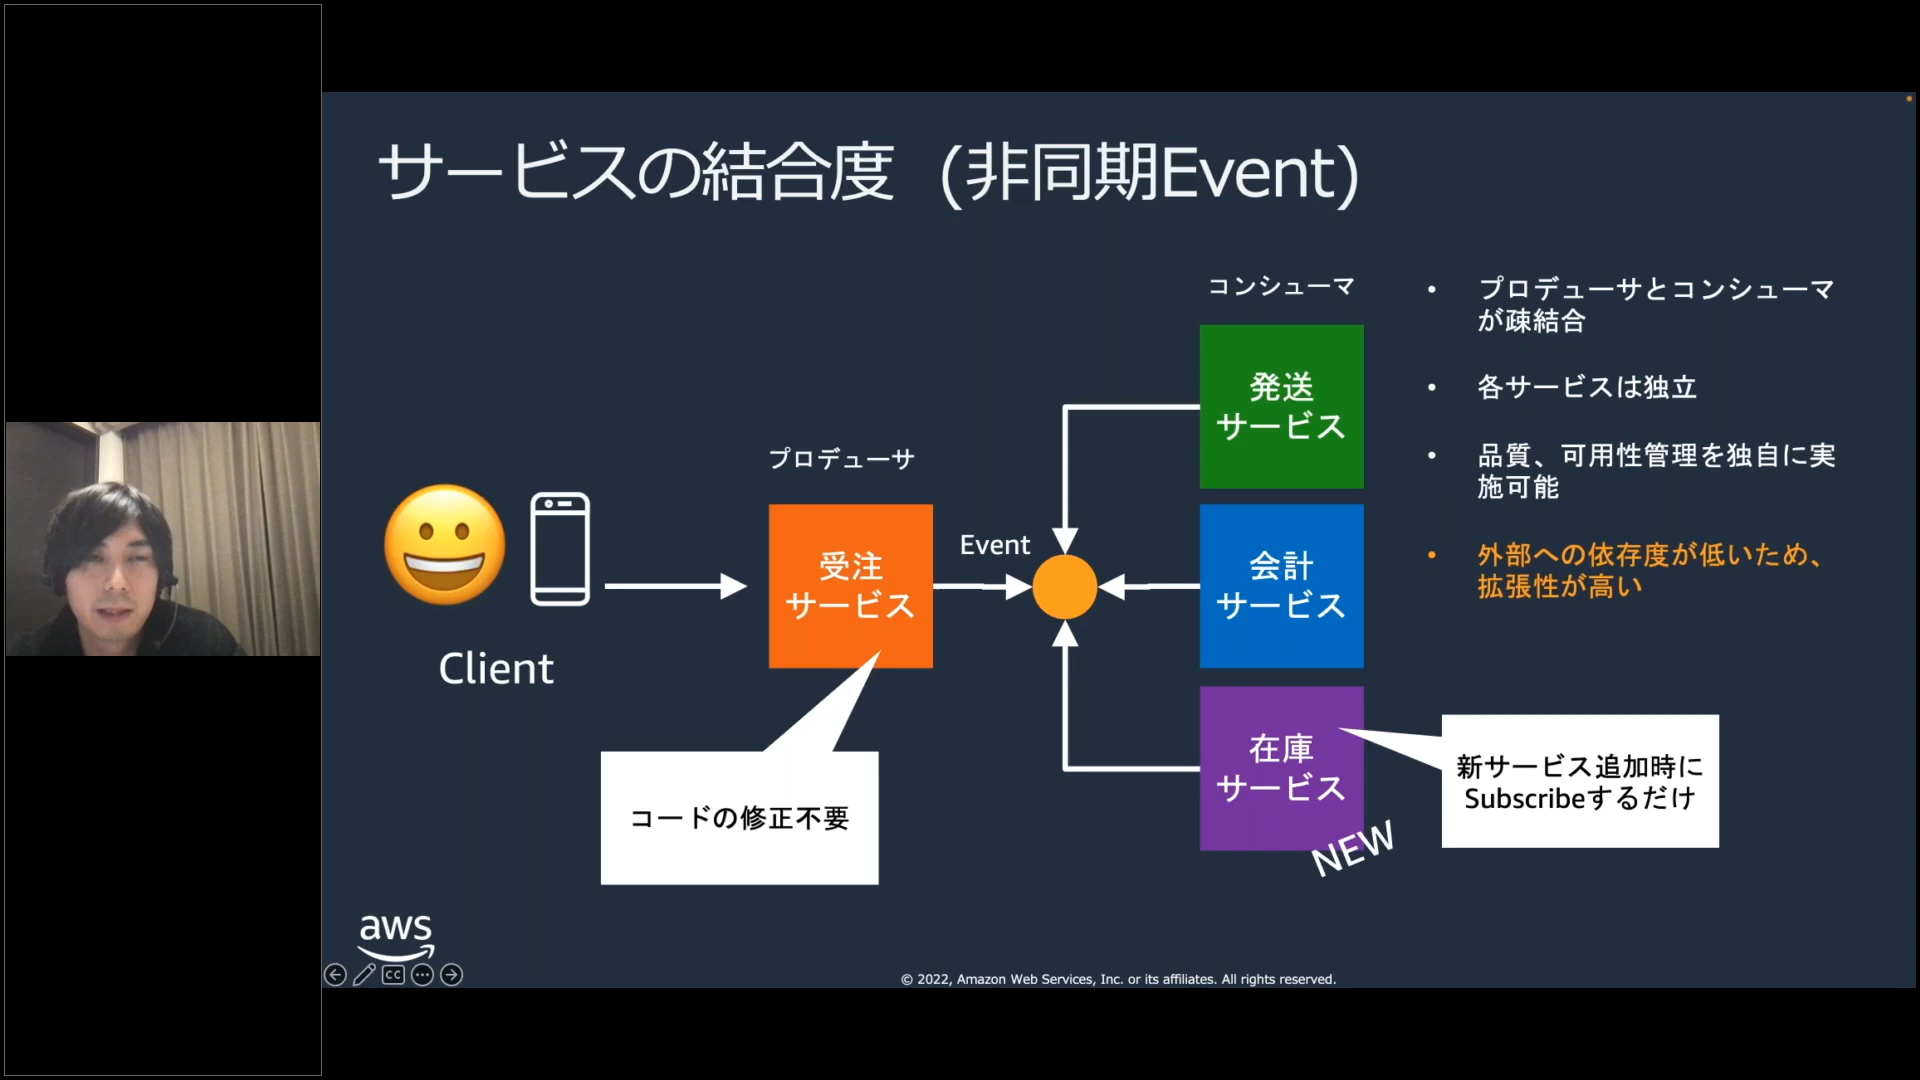 サービスの結合度 (非同期Event)
コンシューマ
プロデューサ
Client
受注
サービス
Event
発送
サービス
会計
サービス
在庫
サービス
NEW
コードの修正不要
新サービス追加時に
Subscribeするだけ
• プロデューサとコンシューマ
が疎結合
• 各サービスは独立
• 品質、可用性管理を独自に実
施可能
• 外部への依存度が低いため、
拡張性が高い
aws
CC
© 2022, Amazon Web Services, Inc. or its affiliates. All rights reserved.